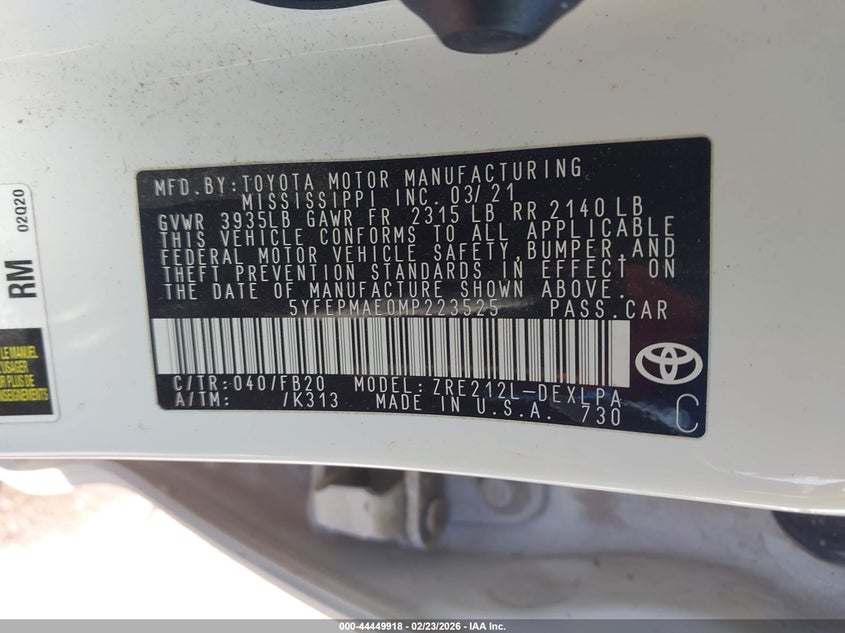 MFD.BY:TOYOTA MOTOR MANUFACTURING
MISSISSIPPI INC. 03/21
GVWR 3935LB GAWR FR 2315 LB RR 2140 LB
THIS VEHICLE CONFORMS TO ALL APPLICABLE
FEDERAL MOTOR VEHICLE SAFETY,BUMPER,AND
THEFT PREVENTION STANDARDS IN EFFECT ON
THE DATE OF MANUFACTURE SHOWN ABOVE.
5YFEPMAE0MP223525 PASS.CAR
C/TR:040/FB20 MODEL:ZRE212L-DEXLPA
A/TM: /K313 MADE IN U.S.A. 730
C
RM
02Q20
LE MANUEL
000-44449918 - 02/23/2026 - IAA Inc.